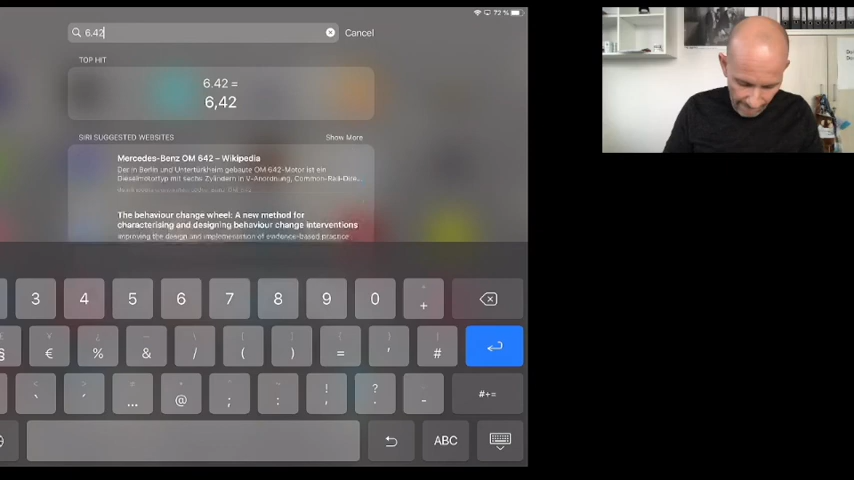 72 %
6.42
Cancel
TOP HIT
6.42 =
6,42
SIRI SUGGESTED WEBSITES
Show More
Mercedes-Benz OM 642 – Wikipedia
Der in Berlin und Untertürkheim gebaute OM 642-Motor ist ein
Dieselmotortyp mit sechs Zylindern in V-Anordnung, Common-Rail-Dire...
The behaviour change wheel: A new method for
characterising and designing behaviour change interventions
Improving the design and implementation of evidence-based practice
3 4 5 6 7 8 9 0 ° +
§ ¥ € ¿ % ~ & \ / [ ( ] ) { = } ' #
< ` > ´ ... • @ ; : ! , ? . -
#+=
ABC